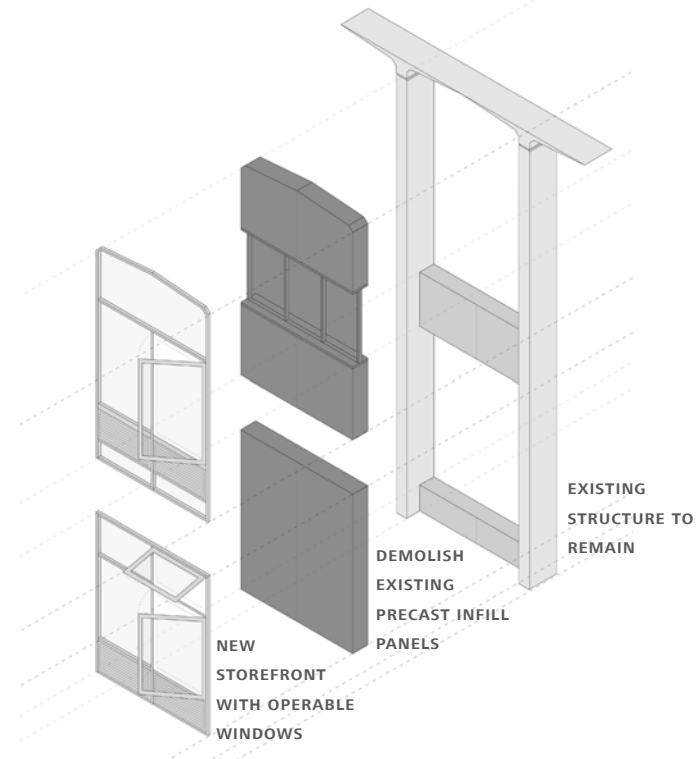 EXISTING
STRUCTURE TO
REMAIN
DEMOLISH
EXISTING
PRECAST INFILL
PANELS
NEW
STOREFRONT
WITH OPERABLE
WINDOWS